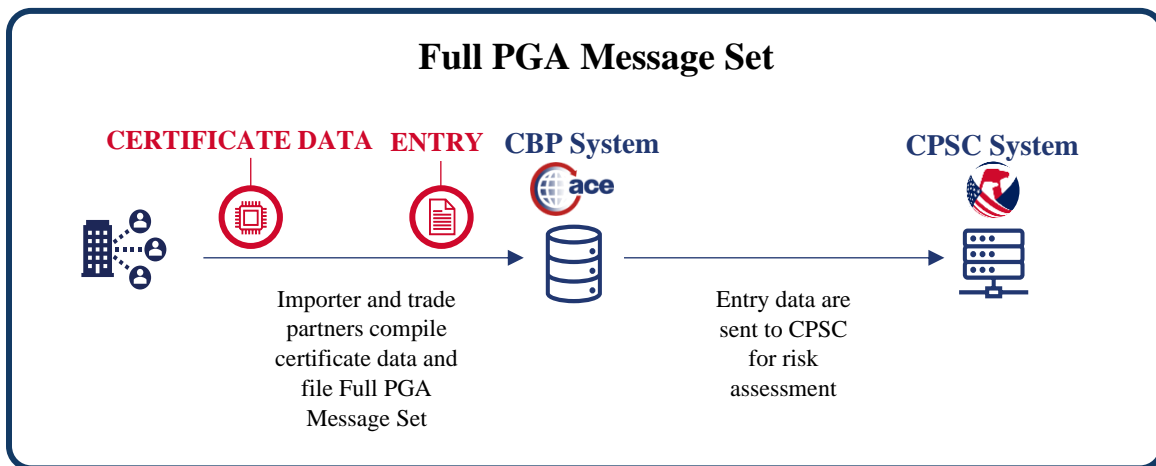 Full PGA Message Set
CERTIFICATE DATA
ENTRY
CBP System
CPSC System
ace
Importer and trade
partners compile
certificate data and
file Full PGA
Message Set
Entry data are
sent to CPSC
for risk
assessment